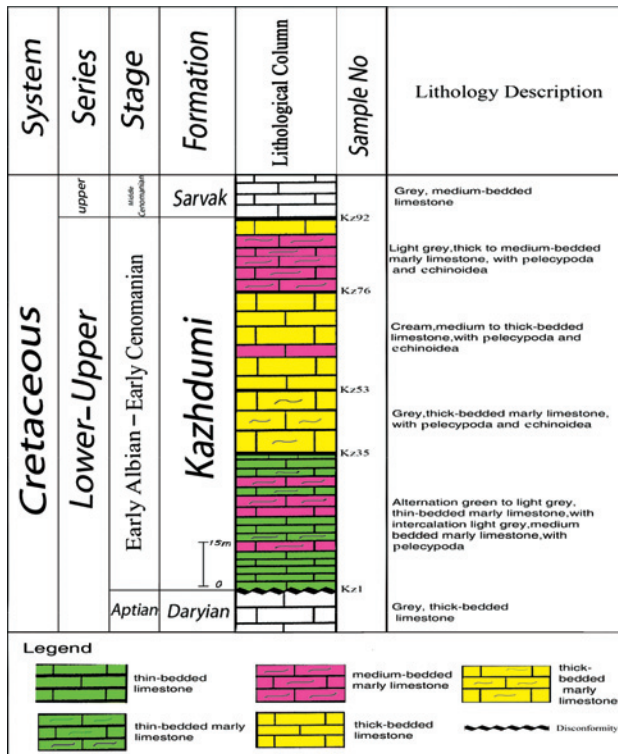 System
Series
Stage
Formation
Lithological Column
Sample No
Lithology Description
Cretaceous
upper
Middle
Cenomanian
Sarvak
Grey, medium-bedded
limestone
Kz92
Lower-Upper
Early Albian – Early Cenomanian
Kazhdumi
Light grey,thick to medium-bedded
marly limestone, with pelecypoda
and echinoidea
Kz76
Cream,medium to thick-bedded
limestone,with pelecypoda and
echinoidea
Kz53
Grey,thick-bedded marly limestone,
with pelecypoda and echinoidea
Kz35
Alternation green to light grey,
thin-bedded marly limestone,with
intercalation light grey,medium
bedded marly limestone,with
pelecypoda
15m
0
Kz1
Aptian
Daryian
Grey, thick-bedded
limestone
Legend
thin-bedded
limestone
medium-bedded
marly limestone
thick-
bedded
marly
limestone
thin-bedded marly
limestone
thick-bedded
limestone
Disconformity